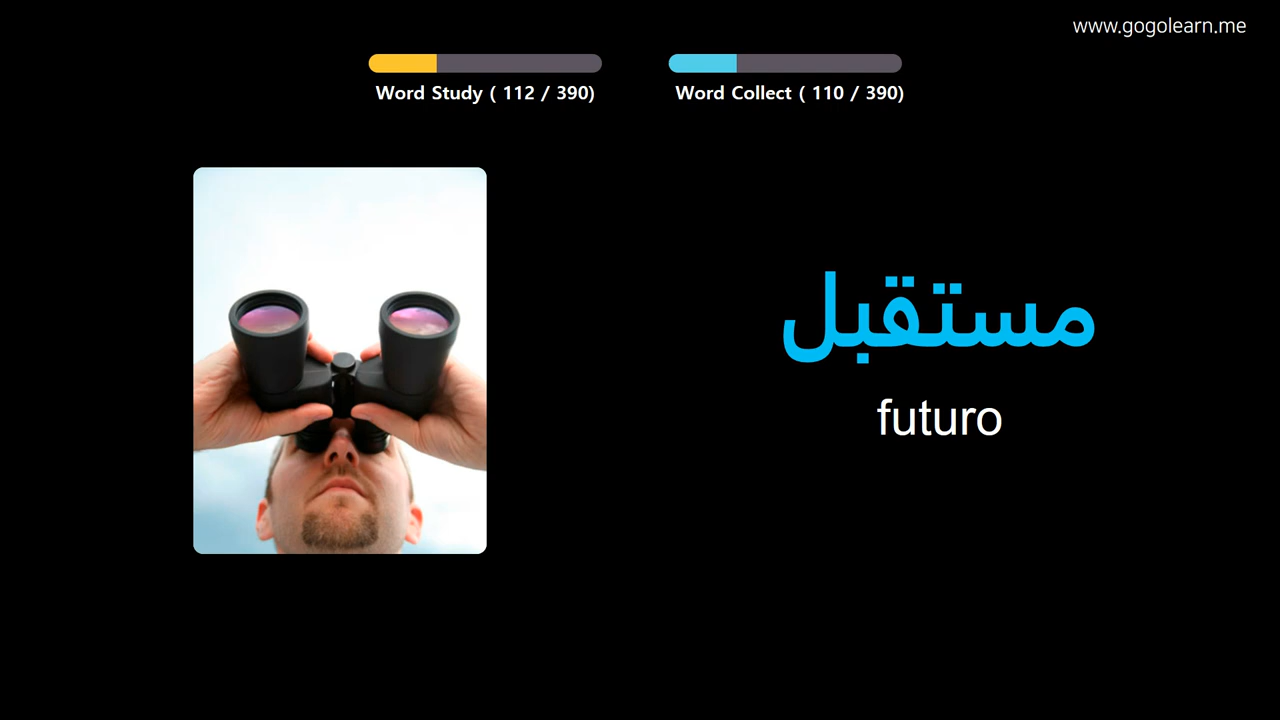 www.gogolearn.me
Word Study ( 112 / 390)
Word Collect ( 110 / 390)
مستقبل
futuro